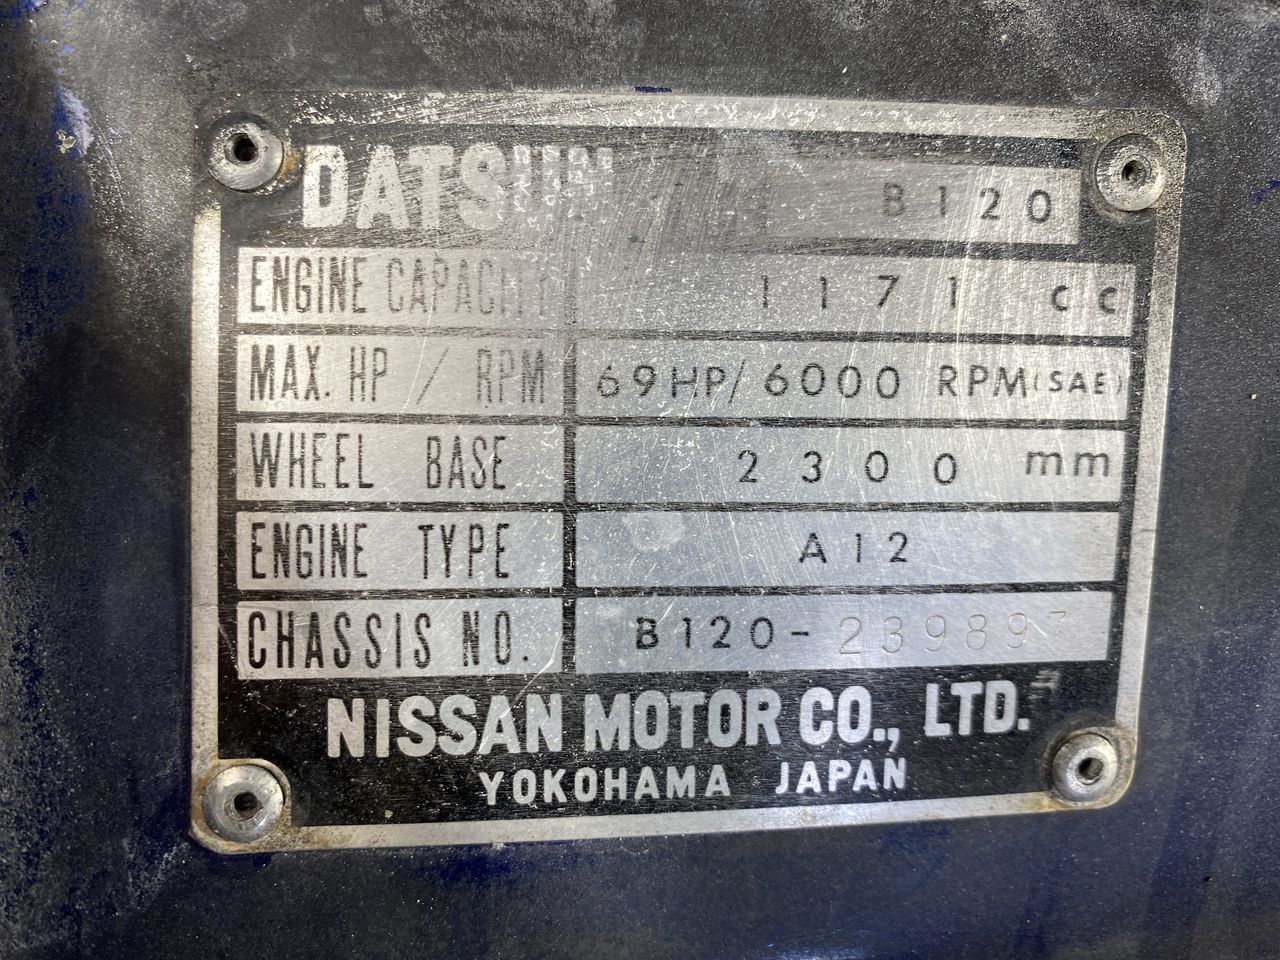 DATSUN B120
ENGINE CAPACITY 1171 cc
MAX. HP / RPM 69HP/6000 RPM(SAE)
WHEEL BASE 2300 mm
ENGINE TYPE A12
CHASSIS NO. B120-239897
NISSAN MOTOR CO., LTD.
YOKOHAMA JAPAN